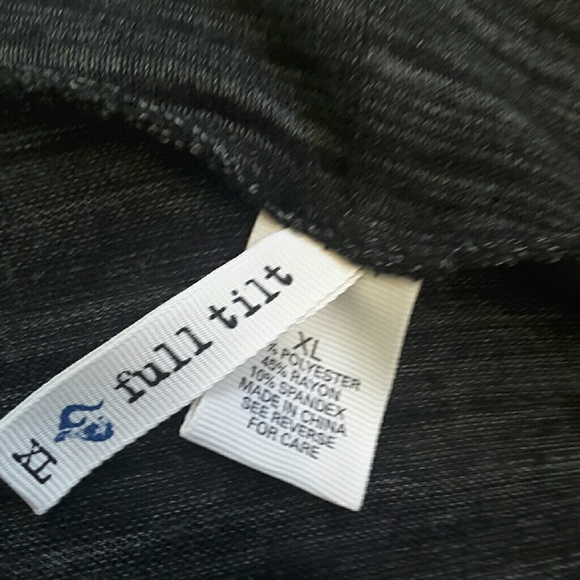 full tilt
XL
XL
% POLYESTER
45% RAYON
10% SPANDEX
MADE IN CHINA
SEE REVERSE
FOR CARE